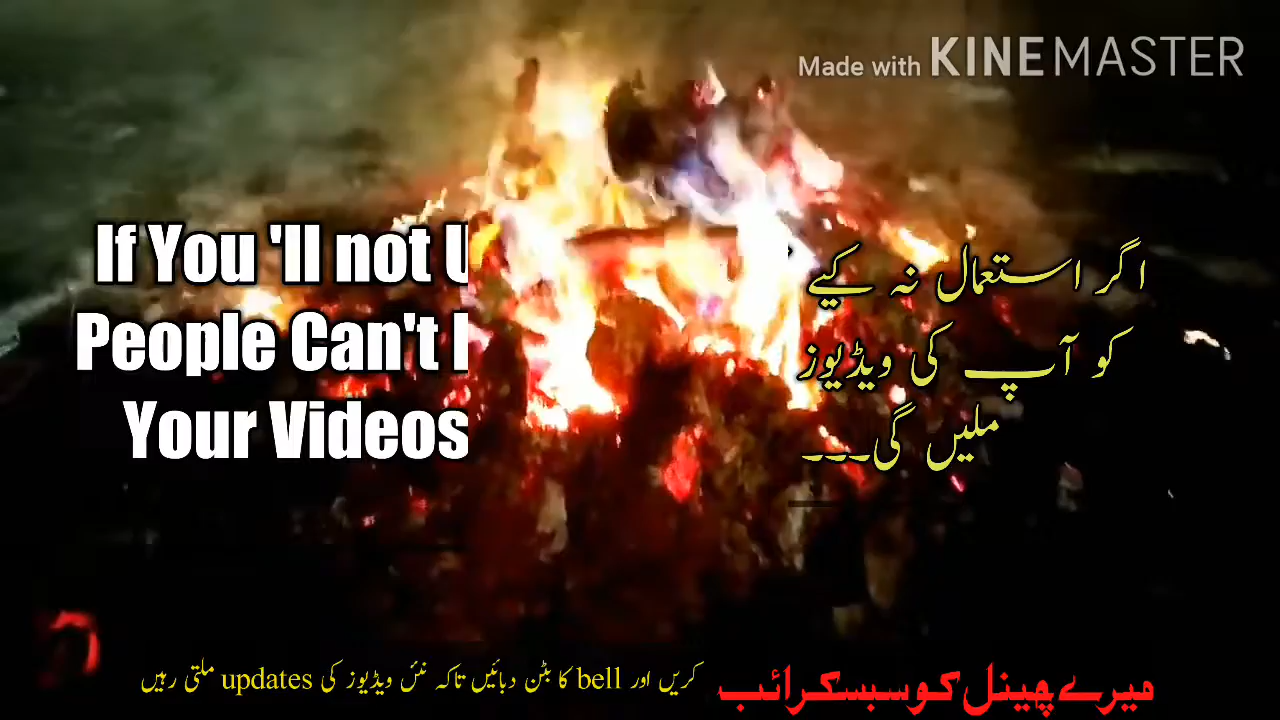 Made with KINEMASTER
If You 'll not
People Can't
Your Videos
اگر استعمال نہ کیے
کو آپ کی ویڈیوز
ملیں گی۔۔۔
میرے چینل کو سبسکرائب کریں اور bell کا بٹن دبائیں تاکہ نئی ویڈیوز کی updates ملتی رہیں